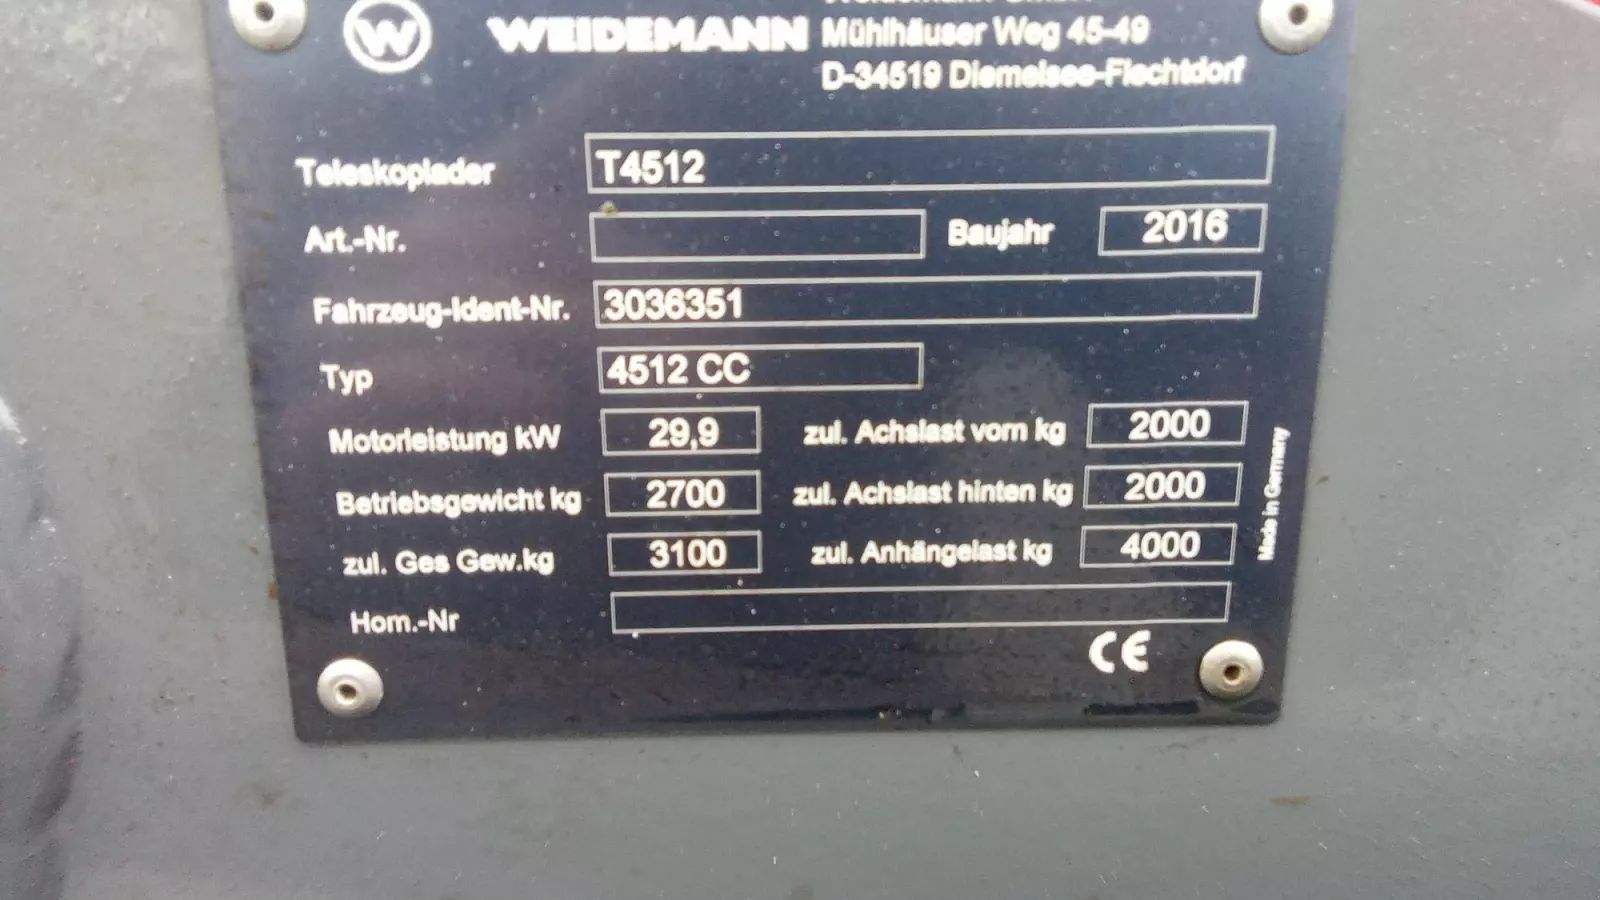 W WEIDEMANN
Mühlhäuser Weg 45-49
D-34519 Diemelsee-Flechtdorf
Teleskoplader T4512
Art.-Nr. Baujahr 2016
Fahrzeug-Ident-Nr. 3036351
Typ 4512 CC
Motorleistung kW 29,9 zul. Achslast vorn kg 2000
Betriebsgewicht kg 2700 zul. Achslast hinten kg 2000
zul. Ges Gew.kg 3100 zul. Anhängelast kg 4000
Hom.-Nr
CE
Made in Germany